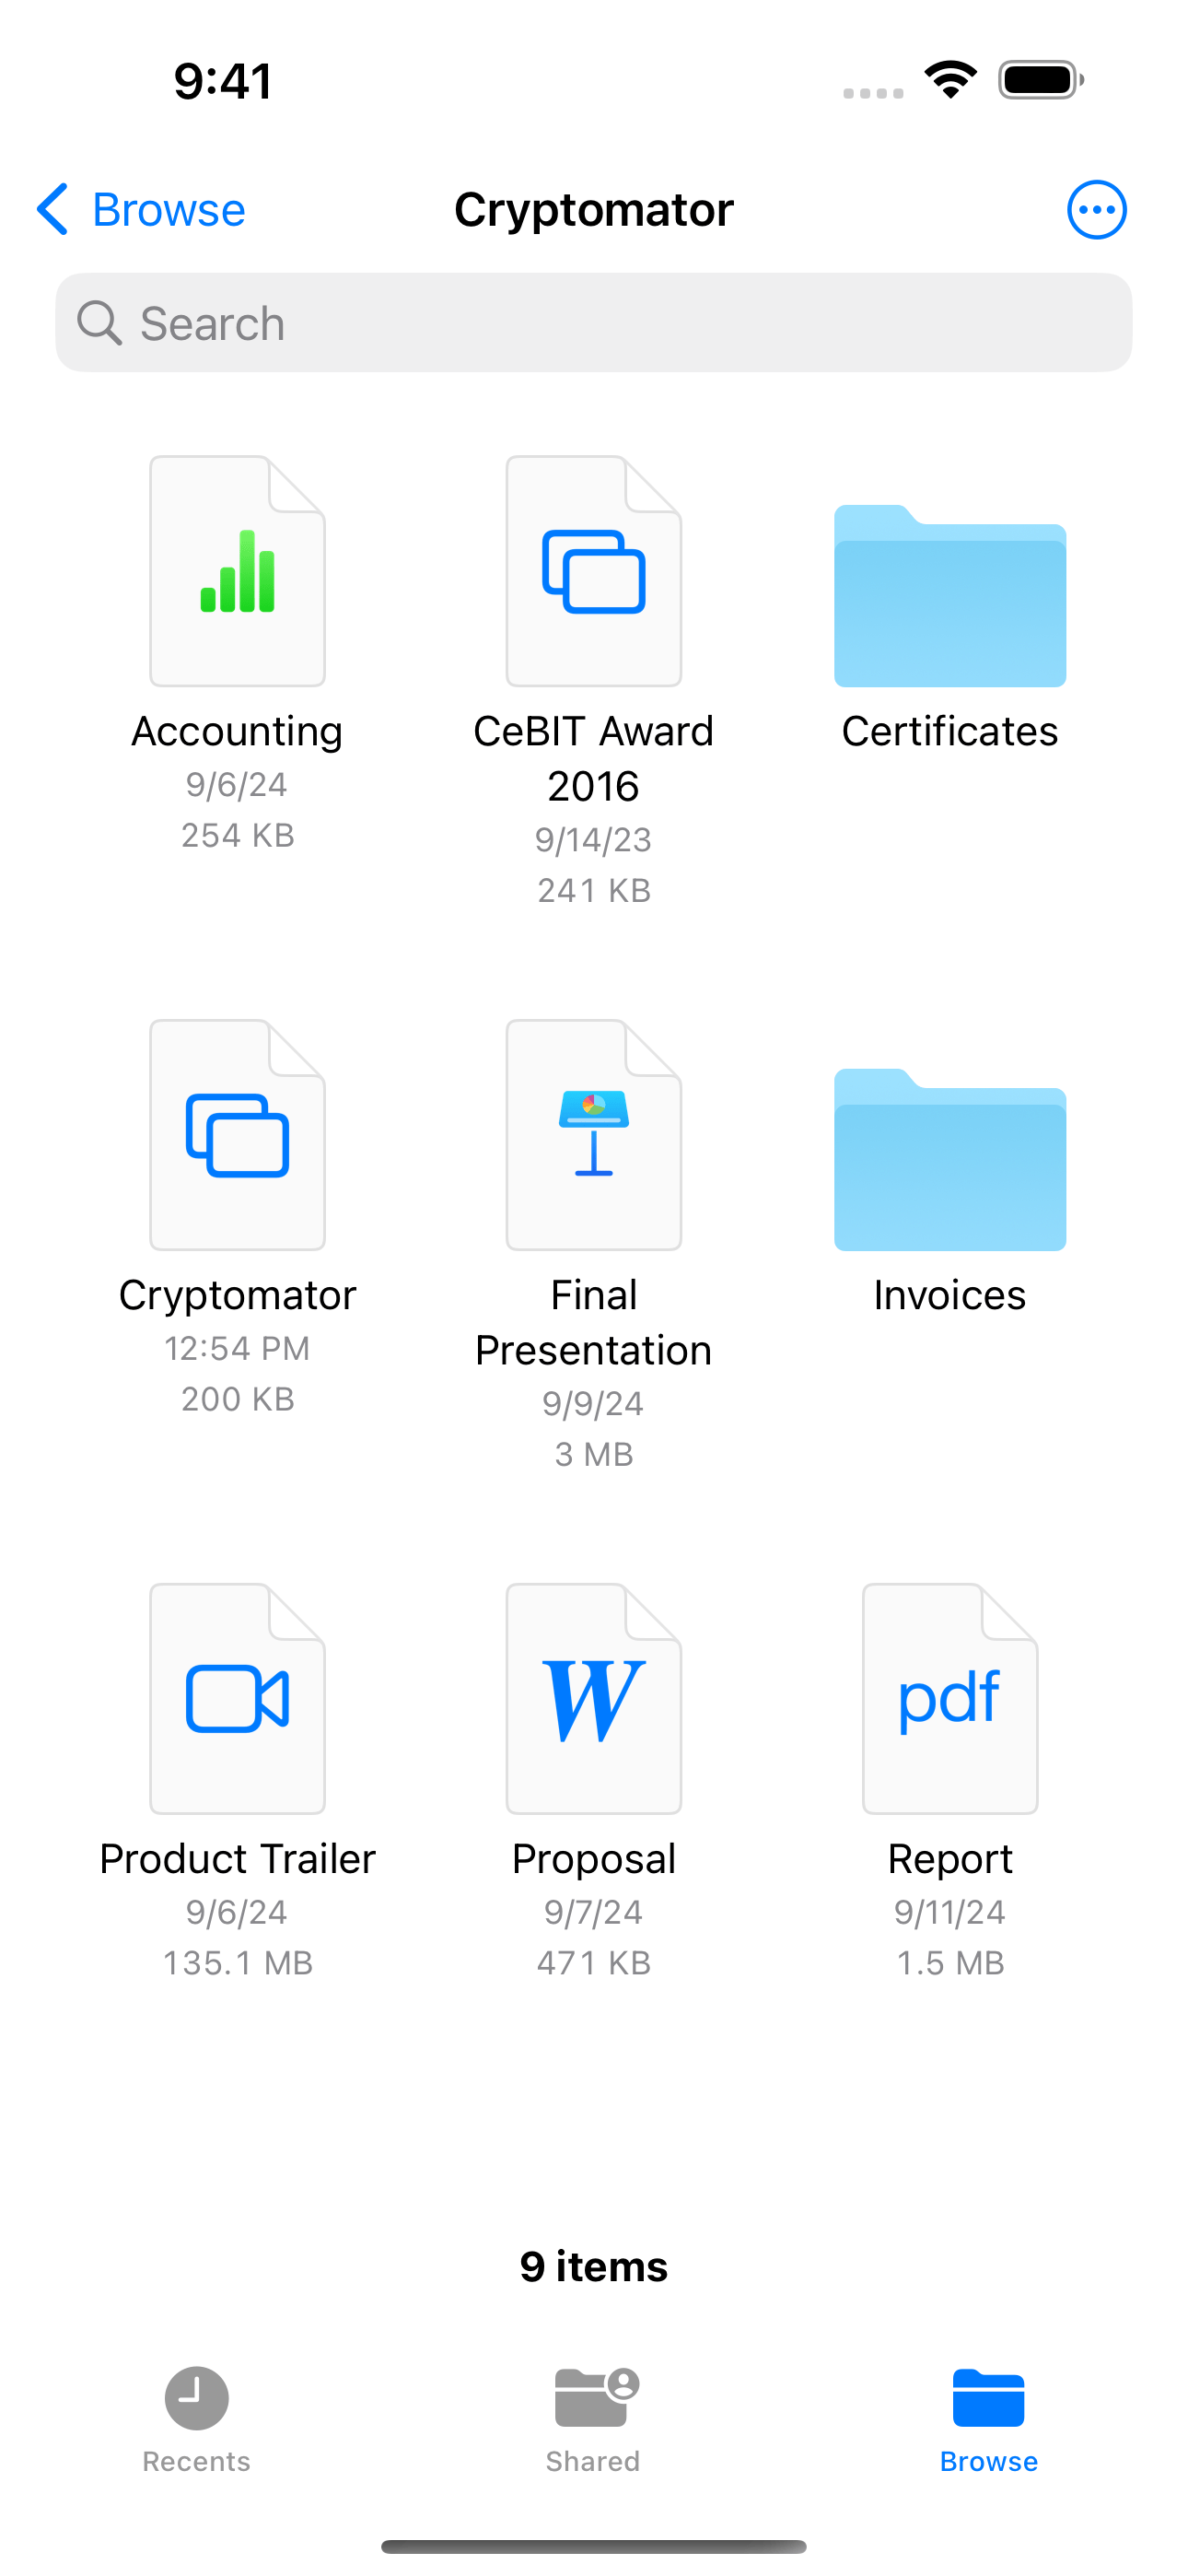 9:41
Browse
Cryptomator
Search
Accounting
9/6/24
254 KB
CeBIT Award
2016
9/14/23
241 KB
Certificates
Cryptomator
12:54 PM
200 KB
Final
Presentation
9/9/24
3 MB
Invoices
W
pdf
Product Trailer
9/6/24
135.1 MB
Proposal
9/7/24
471 KB
Report
9/11/24
1.5 MB
9 items
Recents
Shared
Browse